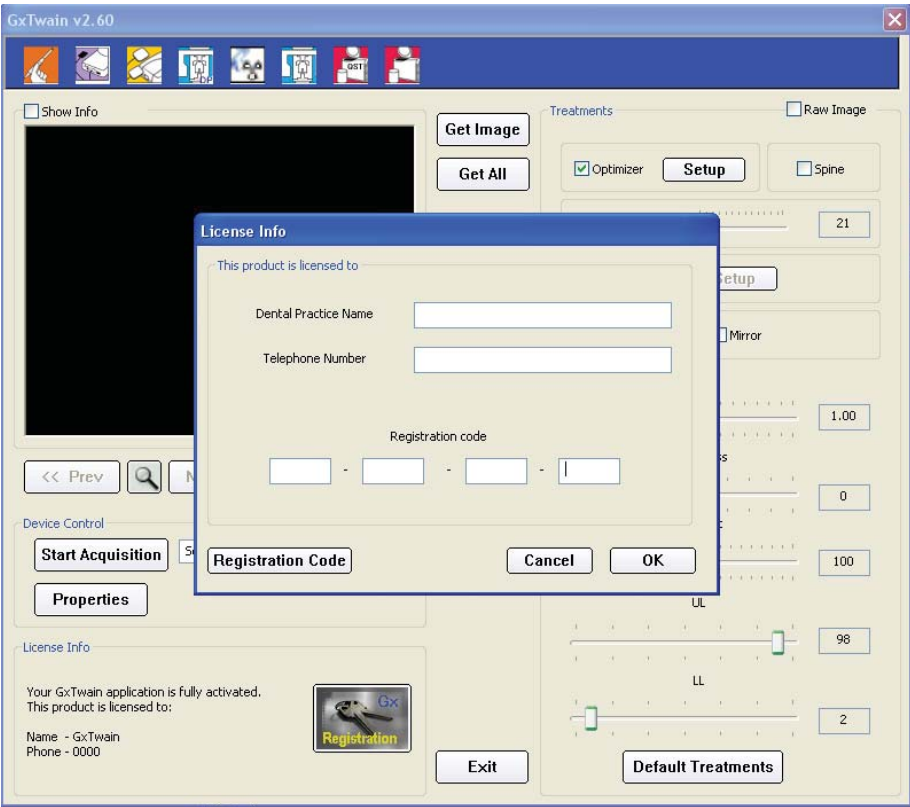 GxTwain v2.60
QST
Show Info
Get Image
Get All
Treatments
Raw Image
Optimizer
Setup
Spine
21
Setup
Mirror
1.00
0
100
UL
98
LL
2
Default Treatments
License Info
This product is licensed to
Dental Practice Name
Telephone Number
Registration code
- - -
Registration Code
Cancel
OK
<< Prev
Device Control
Start Acquisition
Properties
License Info
Your GxTwain application is fully activated.
This product is licensed to:
Name - GxTwain
Phone - 0000
Gx
Registration
Exit